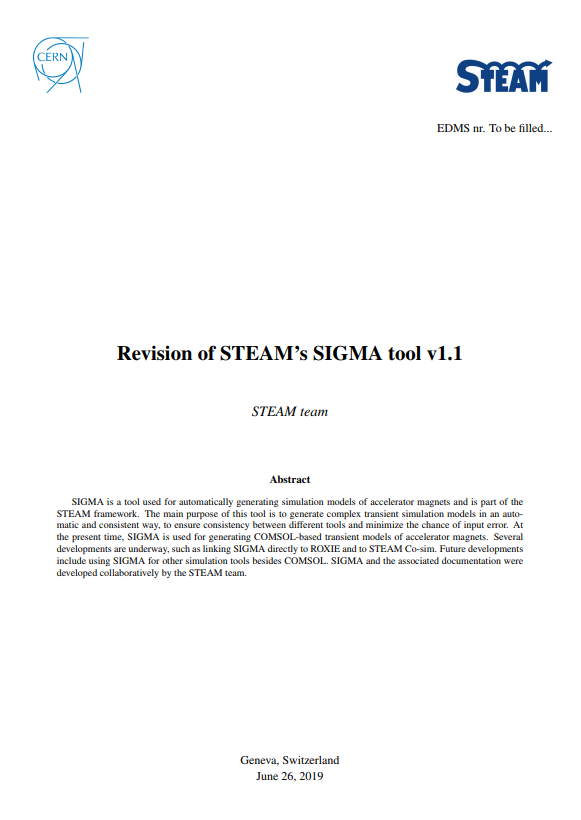 CERN
STEAM
EDMS nr. To be filled...
Revision of STEAM's SIGMA tool v1.1
STEAM team
Abstract
SIGMA is a tool used for automatically generating simulation models of accelerator magnets and is part of the
STEAM framework. The main purpose of this tool is to generate complex transient simulation models in an auto-
matic and consistent way, to ensure consistency between different tools and minimize the chance of input error. At
the present time, SIGMA is used for generating COMSOL-based transient models of accelerator magnets. Several
developments are underway, such as linking SIGMA directly to ROXIE and to STEAM Co-sim. Future developments
include using SIGMA for other simulation tools besides COMSOL. SIGMA and the associated documentation were
developed collaboratively by the STEAM team.
Geneva, Switzerland
June 26, 2019